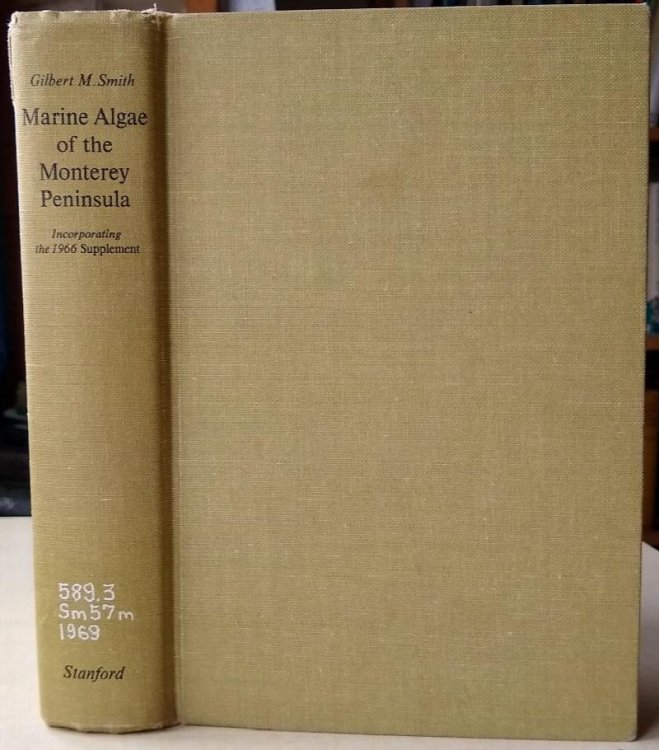 Gilbert M. Smith
Marine Algae
of the
Monterey
Peninsula
Incorporating
the 1966 Supplement
589.3
Sm57m
1969
Stanford